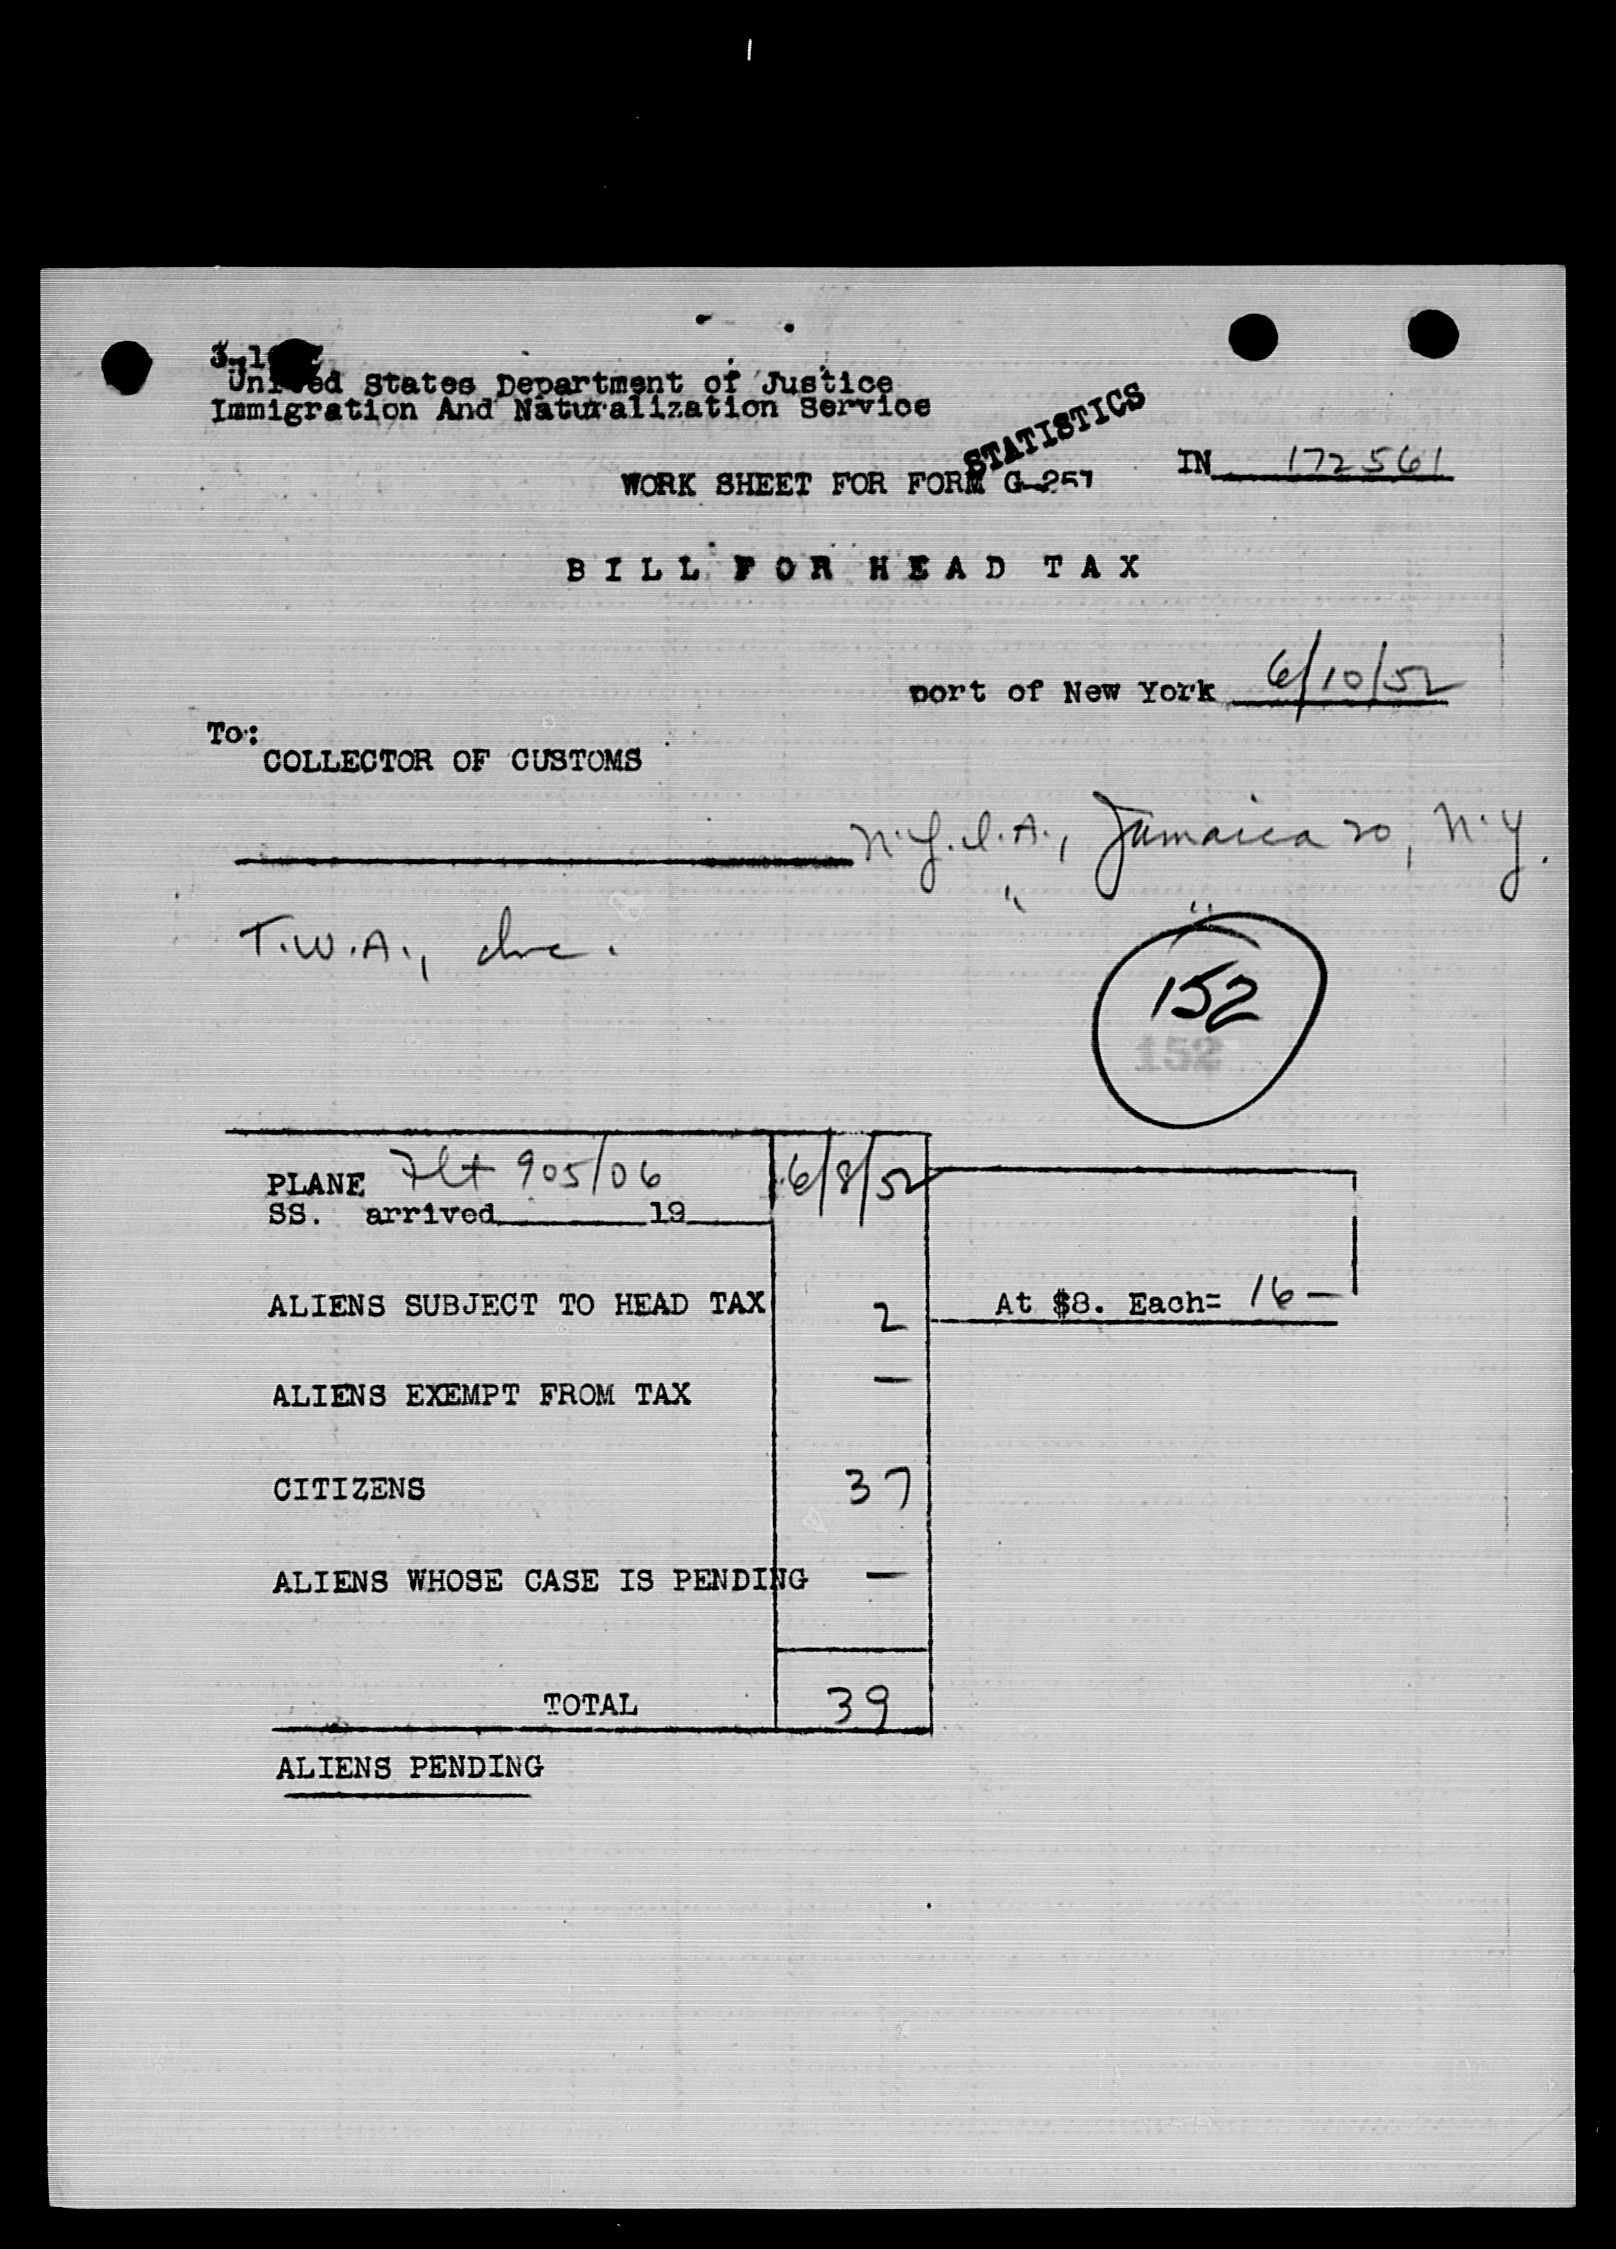 United States Department of Justice
Immigration And Naturalization Service
STATISTICS
WORK SHEET FOR FORM G-257
IN 172561
BILL FOR HEAD TAX
port of New York 6/10/52
To:
COLLECTOR OF CUSTOMS
N.Y.I.A., Jamaica 20, N.Y.
" "
T.W.A., Inc.
152
152
PLANE Flt 905/06 6/8/52
SS. arrived 19
ALIENS SUBJECT TO HEAD TAX 2 At $8. Each= 16 —
ALIENS EXEMPT FROM TAX —
CITIZENS 37
ALIENS WHOSE CASE IS PENDING —
TOTAL 39
ALIENS PENDING